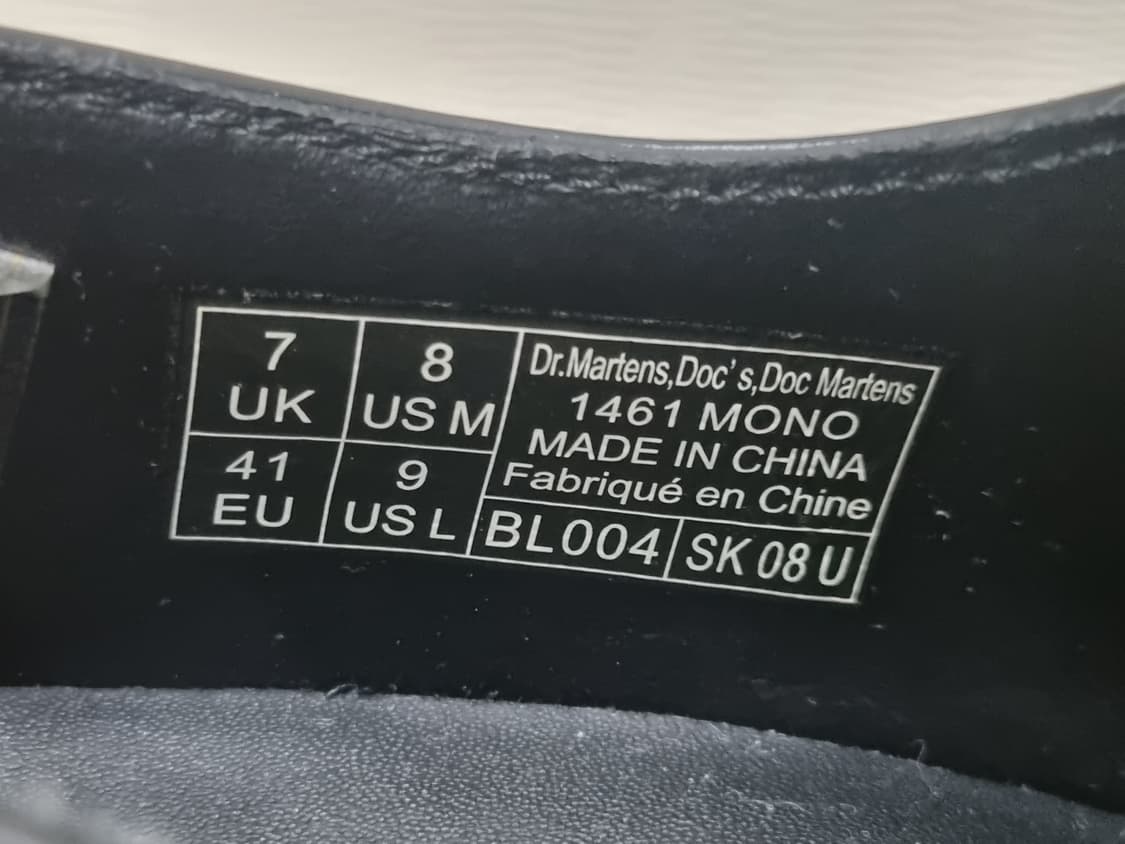 7
UK
8
US M
41
EU
9
US L
Dr.Martens,Doc's,Doc Martens
1461 MONO
MADE IN CHINA
Fabriqué en Chine
BL004
SK 08 U